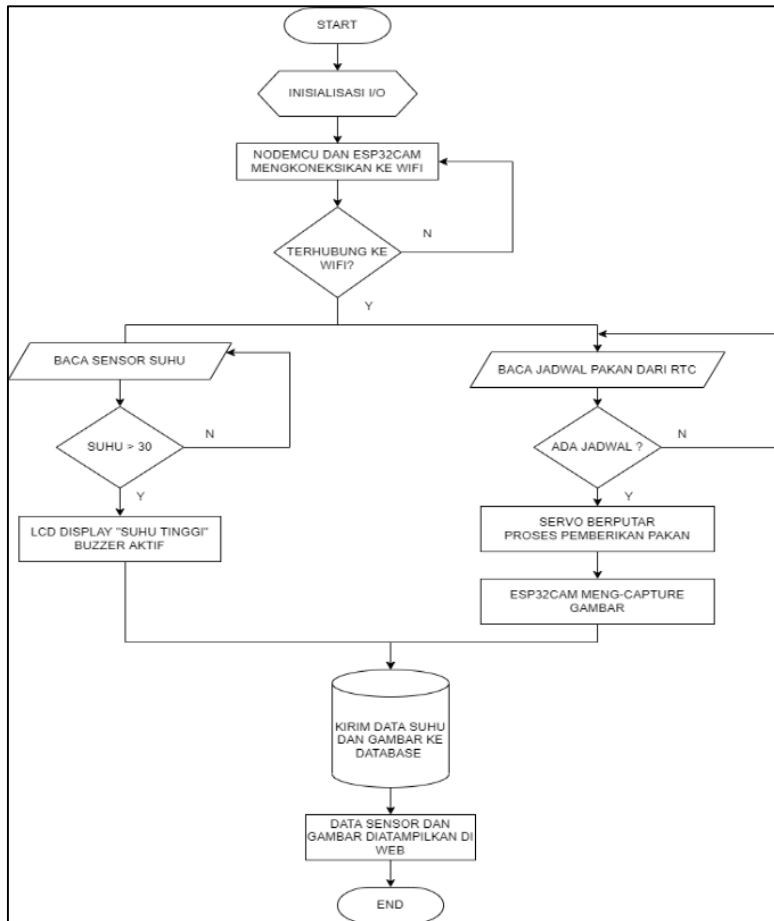 START
INISIALISASI I/O
NODEMCU DAN ESP32CAM
MENGKONEKSIKAN KE WIFI
TERHUBUNG KE
WIFI?
N
Y
BACA SENSOR SUHU
SUHU > 30
N
Y
LCD DISPLAY "SUHU TINGGI"
BUZZER AKTIF
BACA JADWAL PAKAN DARI RTC
ADA JADWAL ?
N
Y
SERVO BERPUTAR
PROSES PEMBERIKAN PAKAN
ESP32CAM MENG-CAPTURE
GAMBAR
KIRIM DATA SUHU
DAN GAMBAR KE
DATABASE
DATA SENSOR DAN
GAMBAR DIATAMPILKAN DI
WEB
END